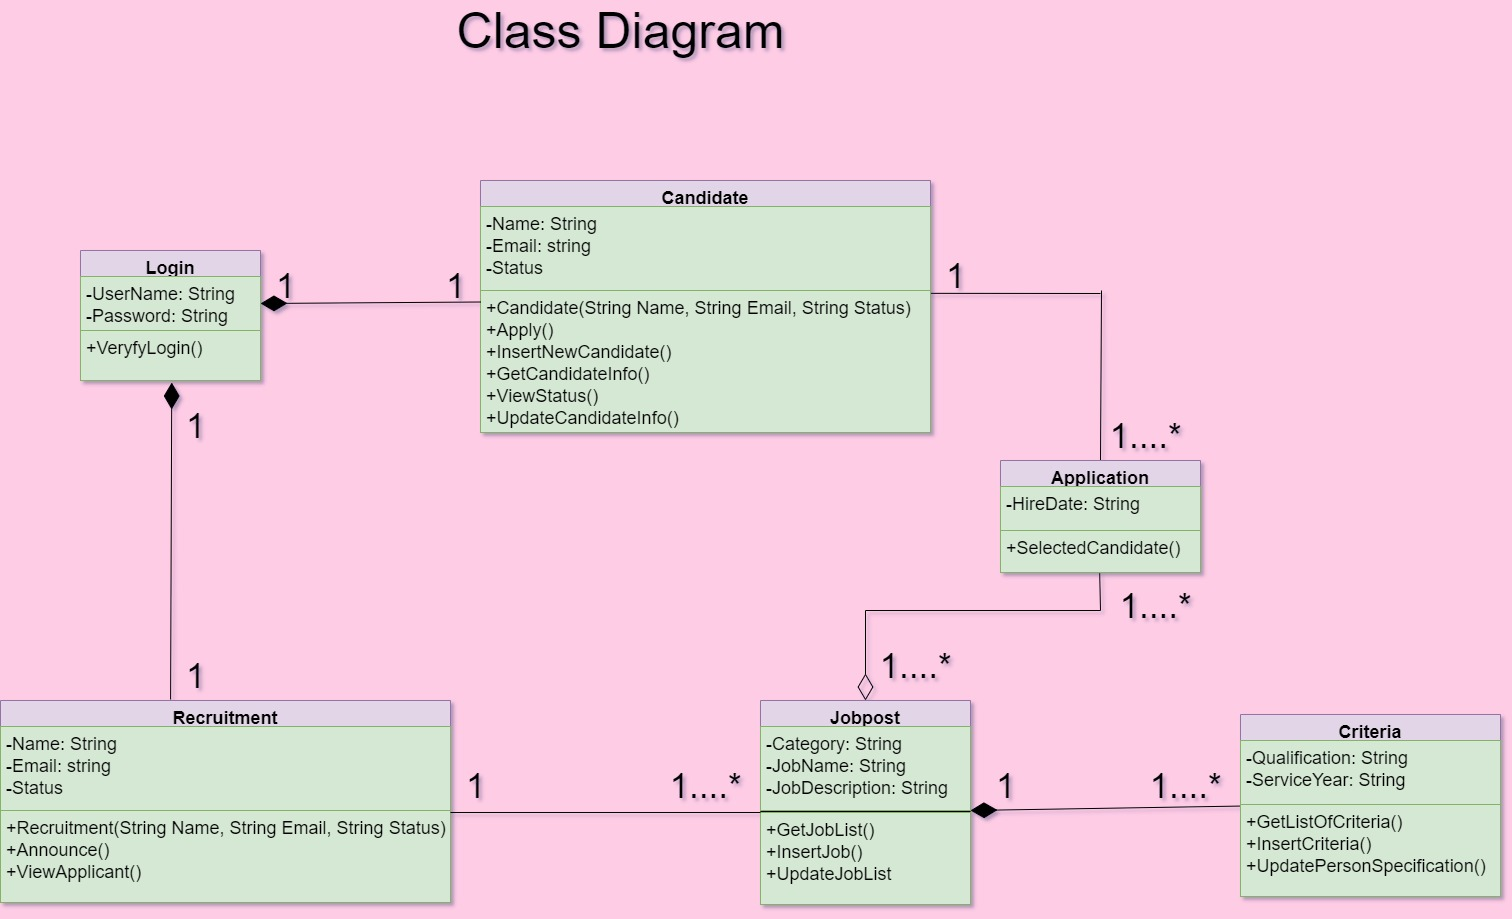 Class Diagram
Candidate
-Name: String
-Email: string
-Status
+Candidate(String Name, String Email, String Status)
+Apply()
+InsertNewCandidate()
+GetCandidateInfo()
+ViewStatus()
+UpdateCandidateInfo()
Login
-UserName: String
-Password: String
+VeryfyLogin()
1
1
1
1....*
1
1
Application
-HireDate: String
+SelectedCandidate()
1....*
1....*
Recruitment
-Name: String
-Email: string
-Status
+Recruitment(String Name, String Email, String Status)
+Announce()
+ViewApplicant()
1
1....*
Jobpost
-Category: String
-JobName: String
-JobDescription: String
+GetJobList()
+InsertJob()
+UpdateJobList
1
1....*
Criteria
-Qualification: String
-ServiceYear: String
+GetListOfCriteria()
+InsertCriteria()
+UpdatePersonSpecification()